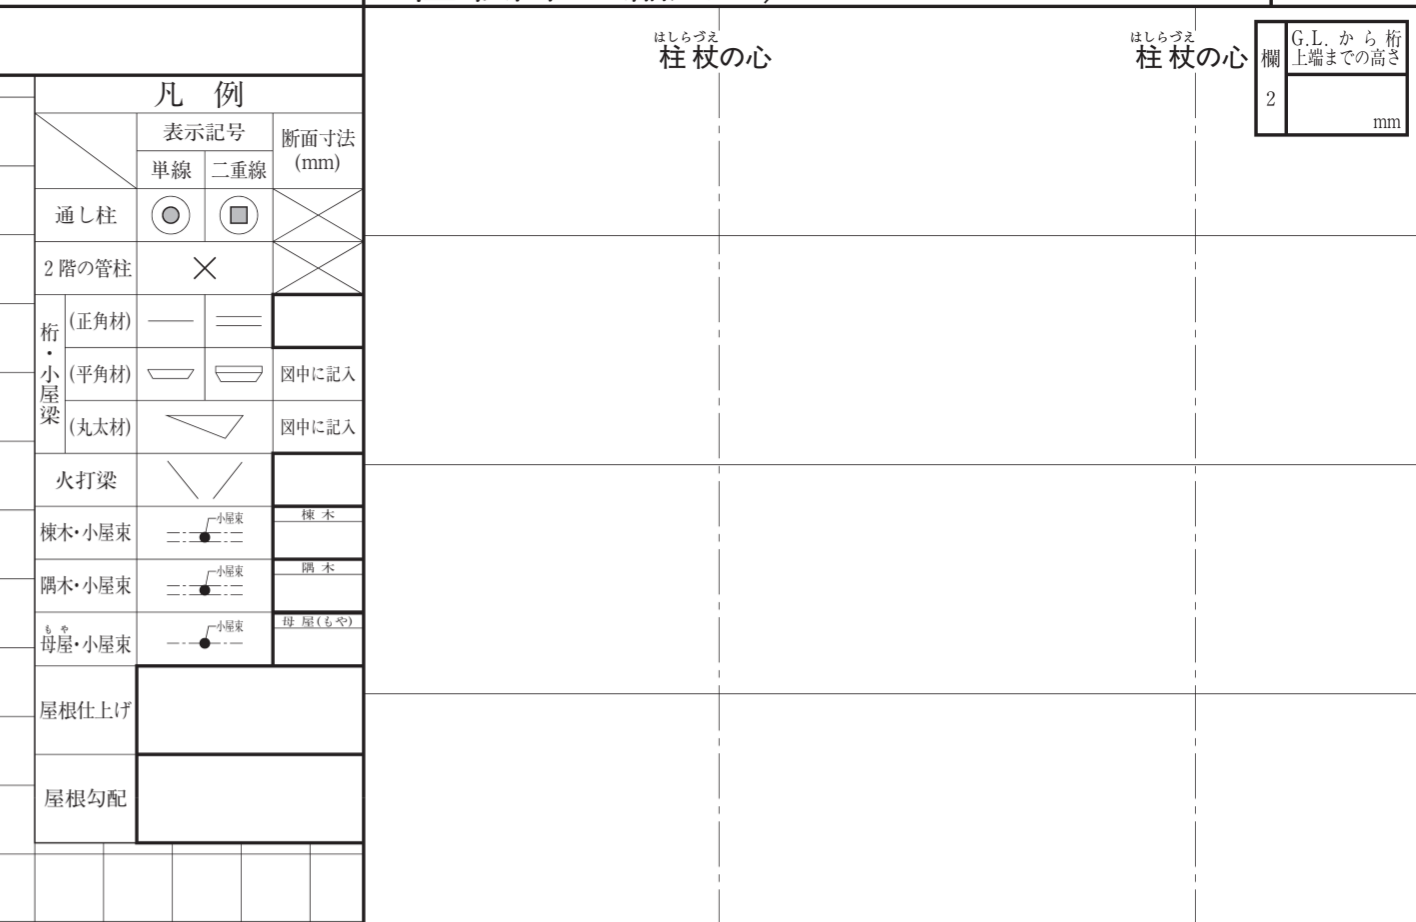 凡 例
表示記号
断面寸法
(mm)
単線
二重線
通し柱
2階の管柱
桁・小屋梁
(正角材)
(平角材)
図中に記入
(丸太材)
図中に記入
火打梁
棟木・小屋束
小屋束
棟 木
隅木・小屋束
小屋束
隅 木
も や
母屋・小屋束
小屋束
母 屋(もや)
屋根仕上げ
屋根勾配
はしらづえ
柱 杖の心
はしらづえ
柱 杖の心
欄
2
G.L. か ら 桁
上端までの高さ
mm